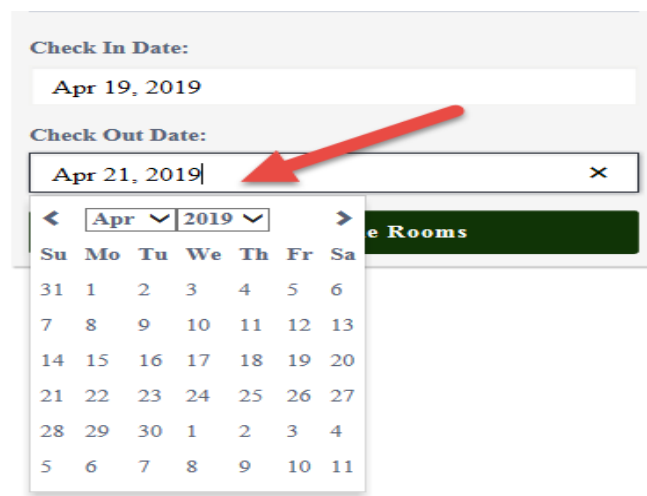 Check In Date:
Apr 19, 2019
Check Out Date:
Apr 21, 2019
Apr 2019
e Rooms
Su Mo Tu We Th Fr Sa
31 1 2 3 4 5 6
7 8 9 10 11 12 13
14 15 16 17 18 19 20
21 22 23 24 25 26 27
28 29 30 1 2 3 4
5 6 7 8 9 10 11